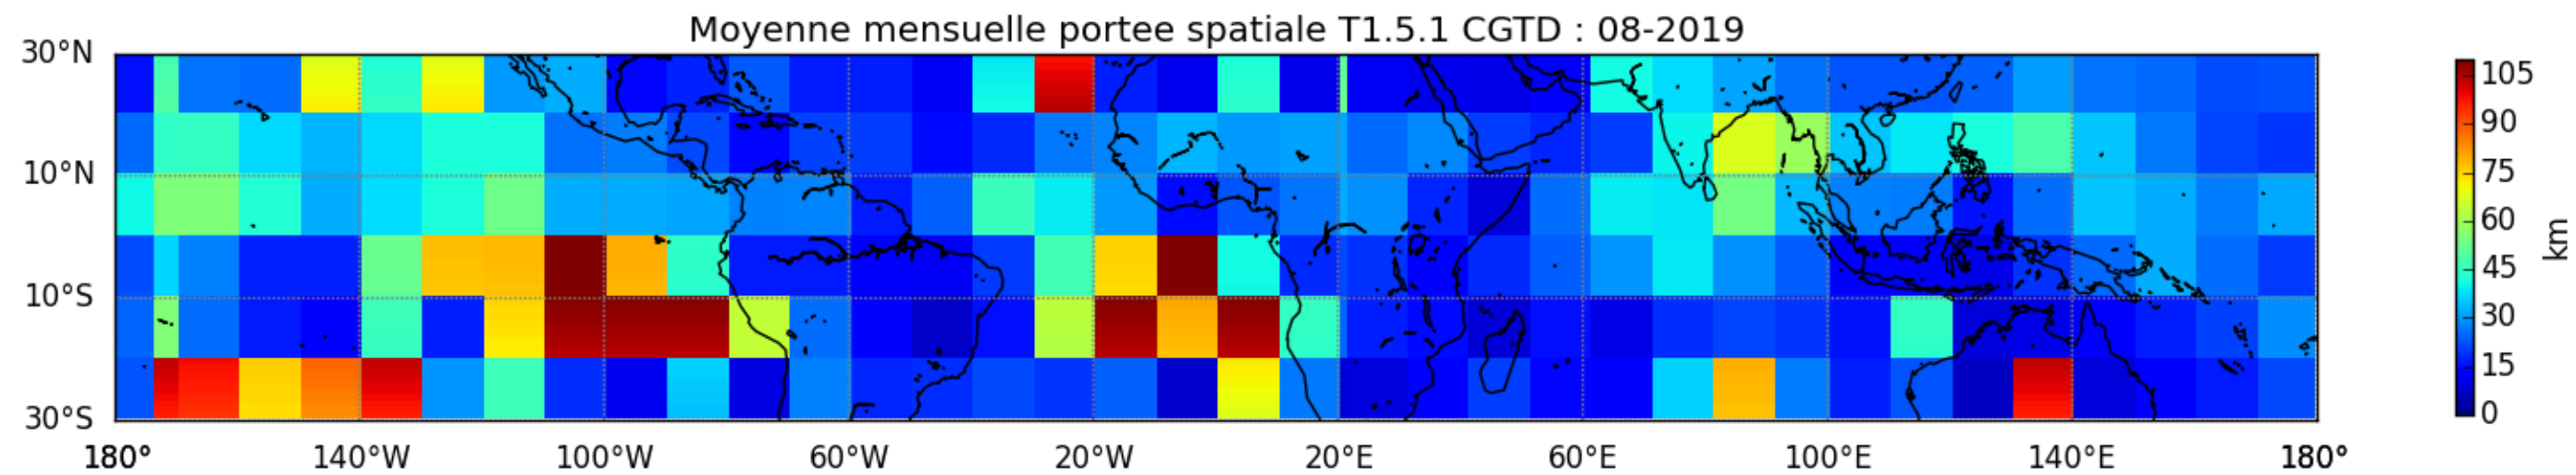 Moyenne mensuelle portee spatiale T1.5.1 CGTD : 08-2019
30°N
10°N
10°S
30°S
180° 140°W 100°W 60°W 20°W 20°E 60°E 100°E 140°E 180°
105
90
75
60
45
30
15
0
km